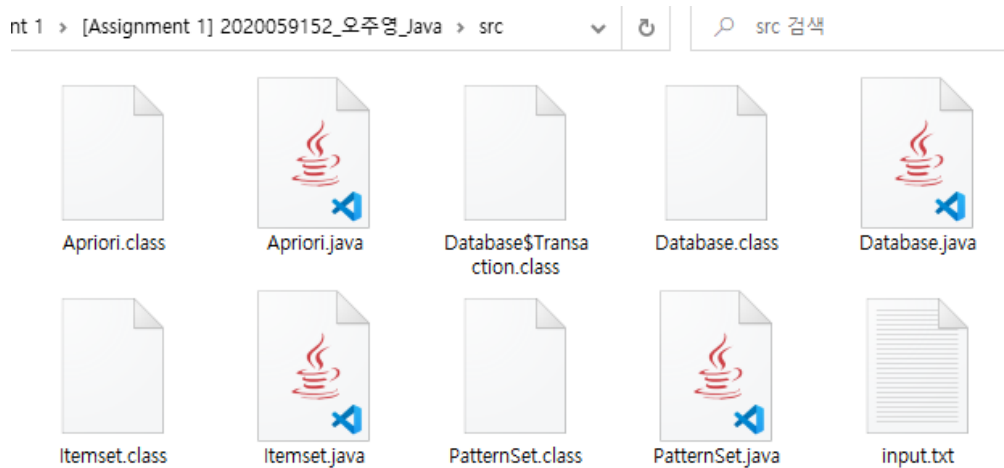 nt 1 > [Assignment 1] 2020059152_오주영_Java > src
src 검색
Apriori.class
Apriori.java
Database$Transa
ction.class
Database.class
Database.java
Itemset.class
Itemset.java
PatternSet.class
PatternSet.java
input.txt